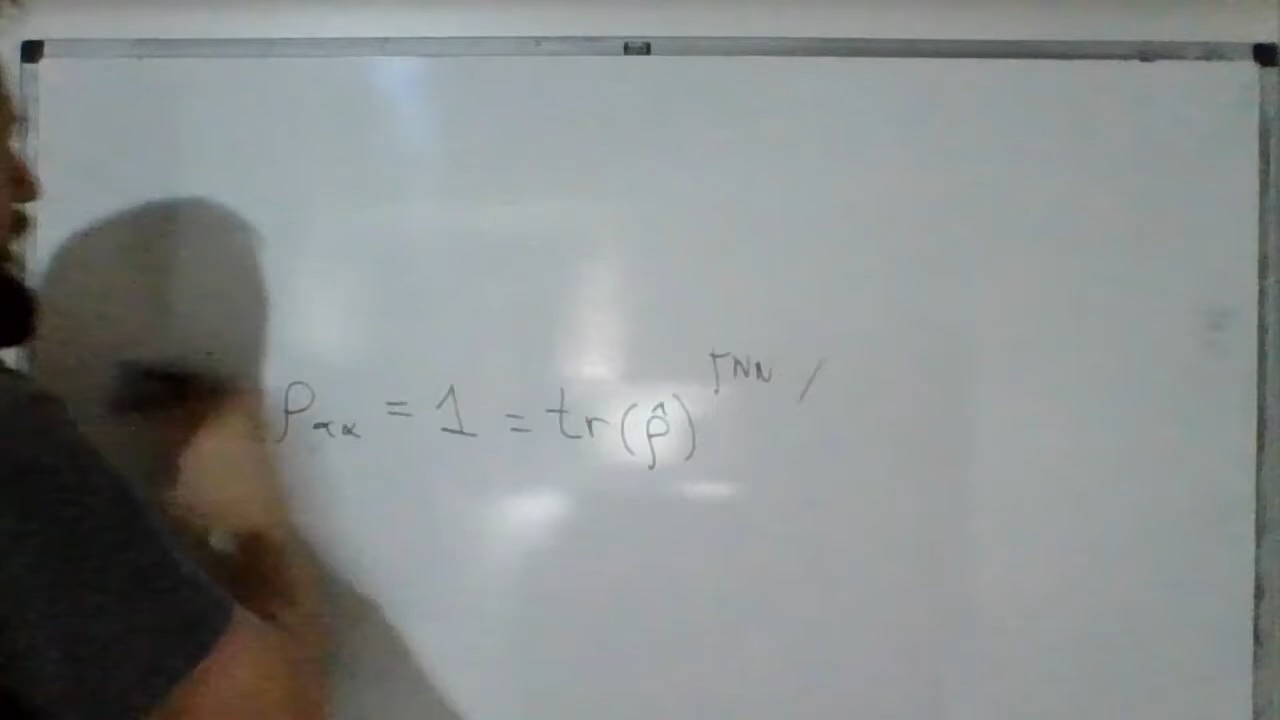 ρ_αα = 1 = tr(ρ̂)